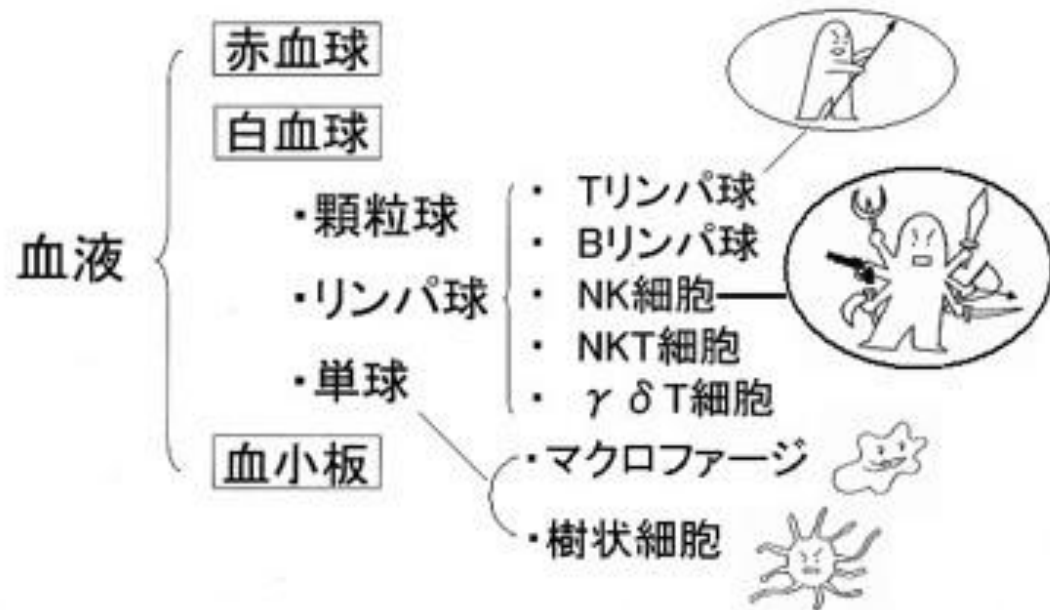 血液
赤血球
白血球
・顆粒球
・リンパ球
・単球
血小板
・Tリンパ球
・Bリンパ球
・NK細胞
・NKT細胞
・γδT細胞
・マクロファージ
・樹状細胞